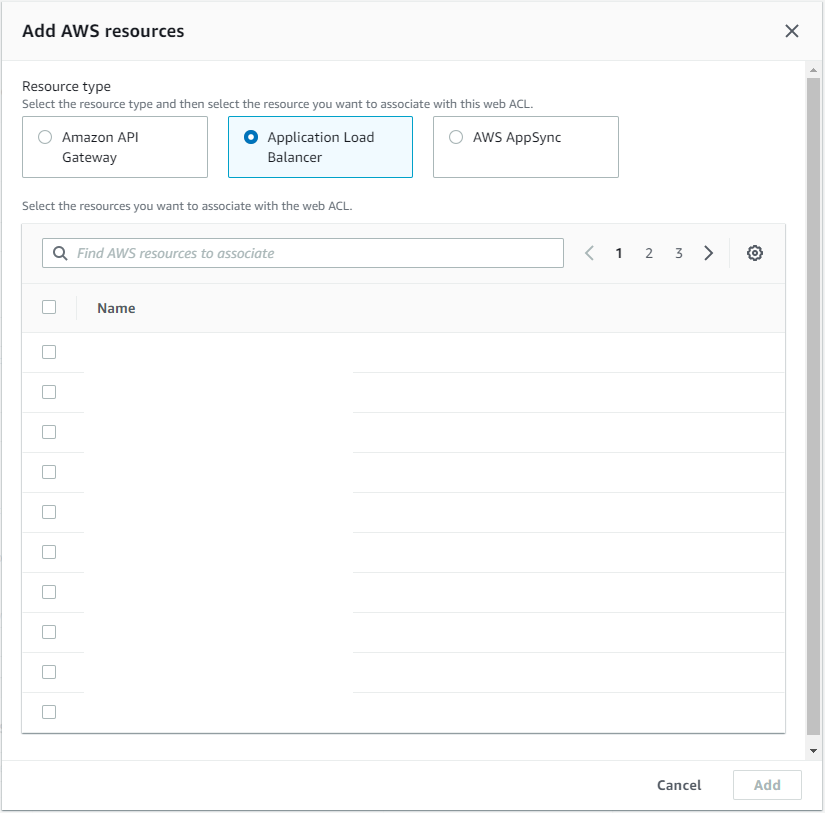 Add AWS resources
Resource type
Select the resource type and then select the resource you want to associate with this web ACL.
Amazon API
Gateway
Application Load
Balancer
AWS AppSync
Select the resources you want to associate with the web ACL.
Find AWS resources to associate
1 2 3
Name
Cancel Add